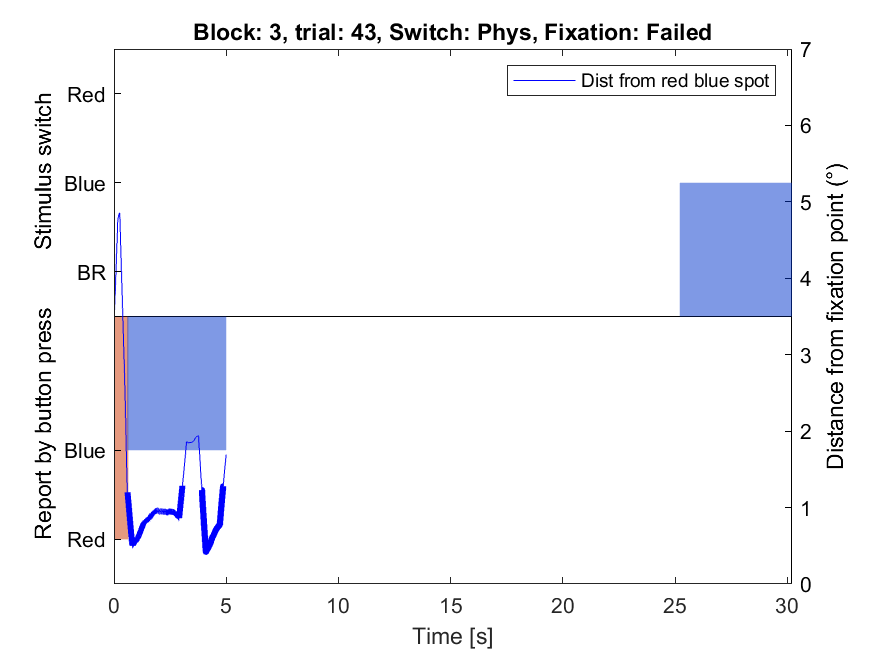 Block: 3, trial: 43, Switch: Phys, Fixation: Failed
Dist from red blue spot
Stimulus switch
Red
Blue
BR
Report by button press
Blue
Red
7
6
5
4
3
2
1
0
Distance from fixation point (°)
0 5 10 15 20 25 30
Time [s]